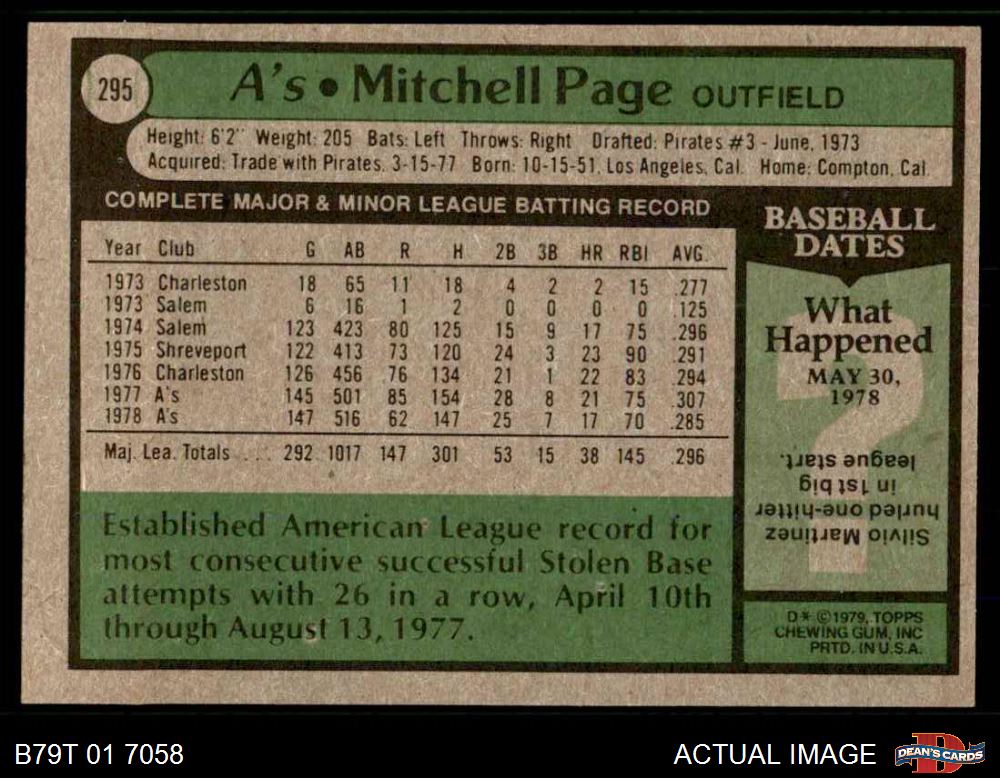 295
A's • Mitchell Page OUTFIELD
Height: 6'2" Weight: 205 Bats: Left Throws: Right Drafted: Pirates #3 - June, 1973
Acquired: Trade with Pirates, 3-15-77 Born: 10-15-51, Los Angeles, Cal. Home: Compton, Cal.
COMPLETE MAJOR & MINOR LEAGUE BATTING RECORD
Year Club G AB R H 2B 3B HR RBI AVG.
1973 Charleston 18 65 11 18 4 2 2 15 .277
1973 Salem 6 16 1 2 0 0 0 0 .125
1974 Salem 123 423 80 125 15 9 17 75 .296
1975 Shreveport 122 413 73 120 24 3 23 90 .291
1976 Charleston 126 456 76 134 21 1 22 83 .294
1977 A's 145 501 85 154 28 8 21 75 .307
1978 A's 147 516 62 147 25 7 17 70 .285
Maj. Lea. Totals .... 292 1017 147 301 53 15 38 145 .296
Established American League record for
most consecutive successful Stolen Base
attempts with 26 in a row, April 10th
through August 13, 1977.
BASEBALL
DATES
What
Happened
MAY 30,
1978
Silvio Martinez
hurled one-hitter
in 1st big
league start.
D* ©1979, TOPPS
CHEWING GUM, INC
PRTD. IN U.S.A.
B79T 01 7058
ACTUAL IMAGE
DEAN'S CARDS